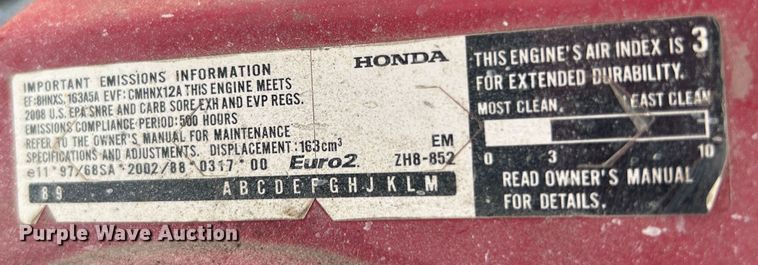 IMPORTANT EMISSIONS INFORMATION
EF:8HNXS.163A5A EVF:CMHNX12A THIS ENGINE MEETS
2008 U.S. EPA SNRE AND CARB SORE EXH AND EVP REGS.
EMISSIONS COMPLIANCE PERIOD: 500 HOURS
REFER TO THE OWNER'S MANUAL FOR MAINTENANCE
SPECIFICATIONS AND ADJUSTMENTS. DISPLACEMENT:163cm³
e11*97/68SA*2002/88*0317*00 Euro2
8 9 A B C D E F G H J K L M
HONDA
EM
ZH8-852
THIS ENGINE'S AIR INDEX IS 3
FOR EXTENDED DURABILITY.
MOST CLEAN LEAST CLEAN
0 3 10
READ OWNER'S MANUAL
FOR DETAILS.
Purple Wave Auction